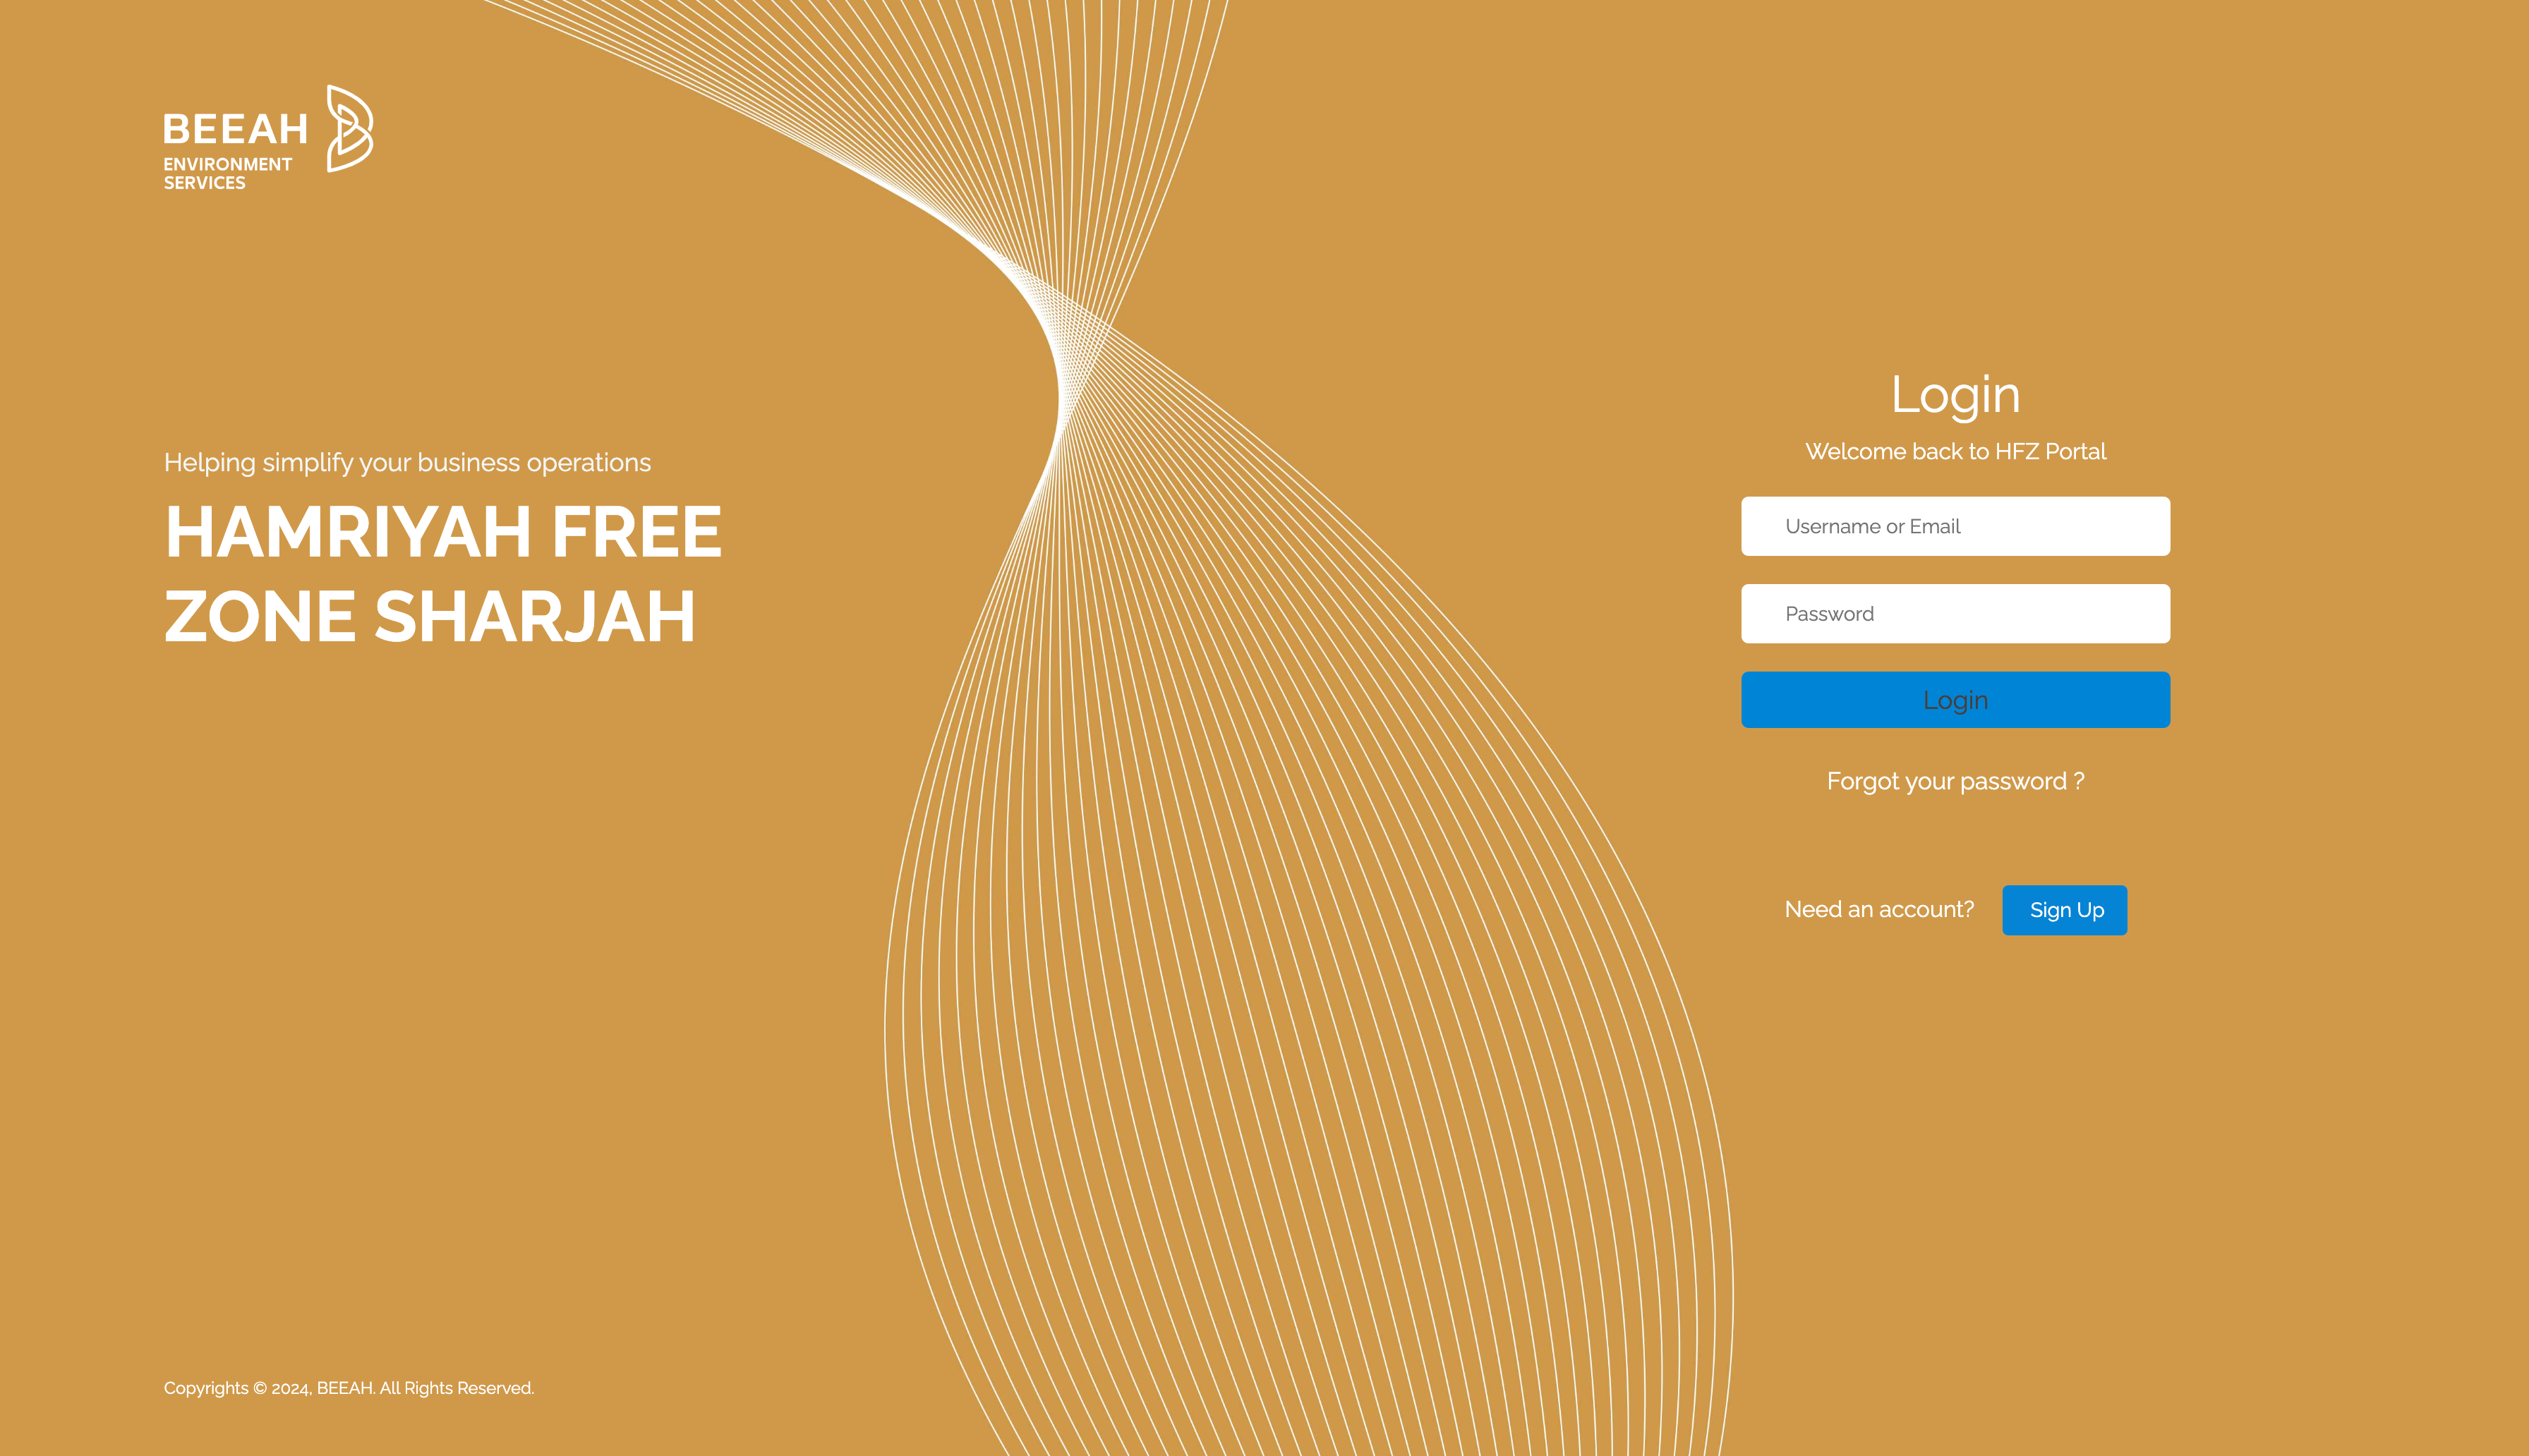 BEEAH
ENVIRONMENT
SERVICES
Helping simplify your business operations
HAMRIYAH FREE
ZONE SHARJAH
Login
Welcome back to HFZ Portal
Username or Email
Password
Login
Forgot your password ?
Need an account?
Sign Up
Copyrights © 2024, BEEAH. All Rights Reserved.